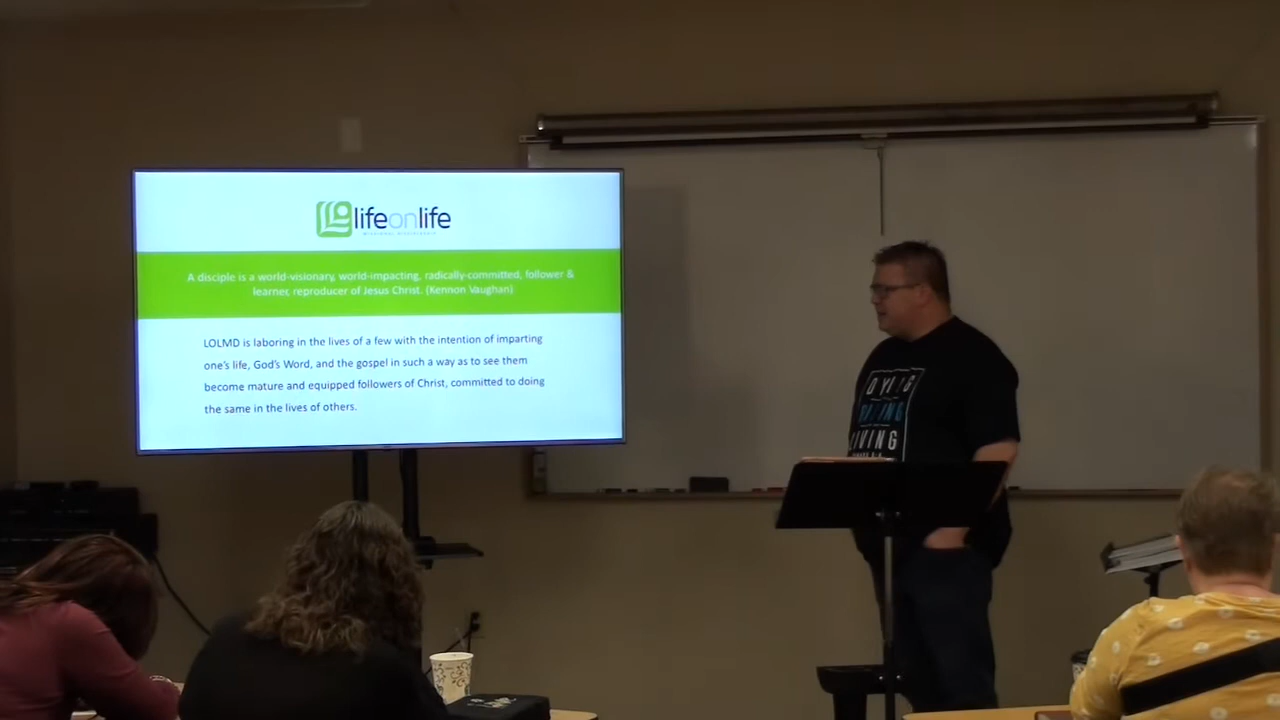 lifeonlife
A disciple is a world-visionary, world-impacting, radically-committed, follower &
learner, reproducer of Jesus Christ. (Kennon Vaughan)
LOLMD is laboring in the lives of a few with the intention of imparting
one's life, God's Word, and the gospel in such a way as to see them
become mature and equipped followers of Christ, committed to doing
the same in the lives of others.